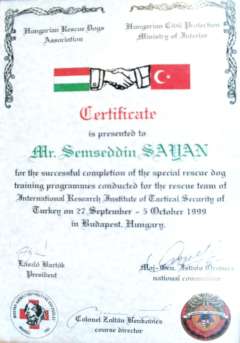 Hungarian Rescue Dogs
Association
Hungarian Civil Protection
Ministry of Interior
Certificate
is presented to
Mr. Semseddin SAYAN
for the successful completion of the special rescue dog
training programmes conducted for the rescue team of
International Research Institute of Tactical Security of
Turkey on 27 September - 5 October 1999
in Budapest, Hungary.
László Bartók
President
Maj-Gen. István
national
Colonel Zoltán
course director